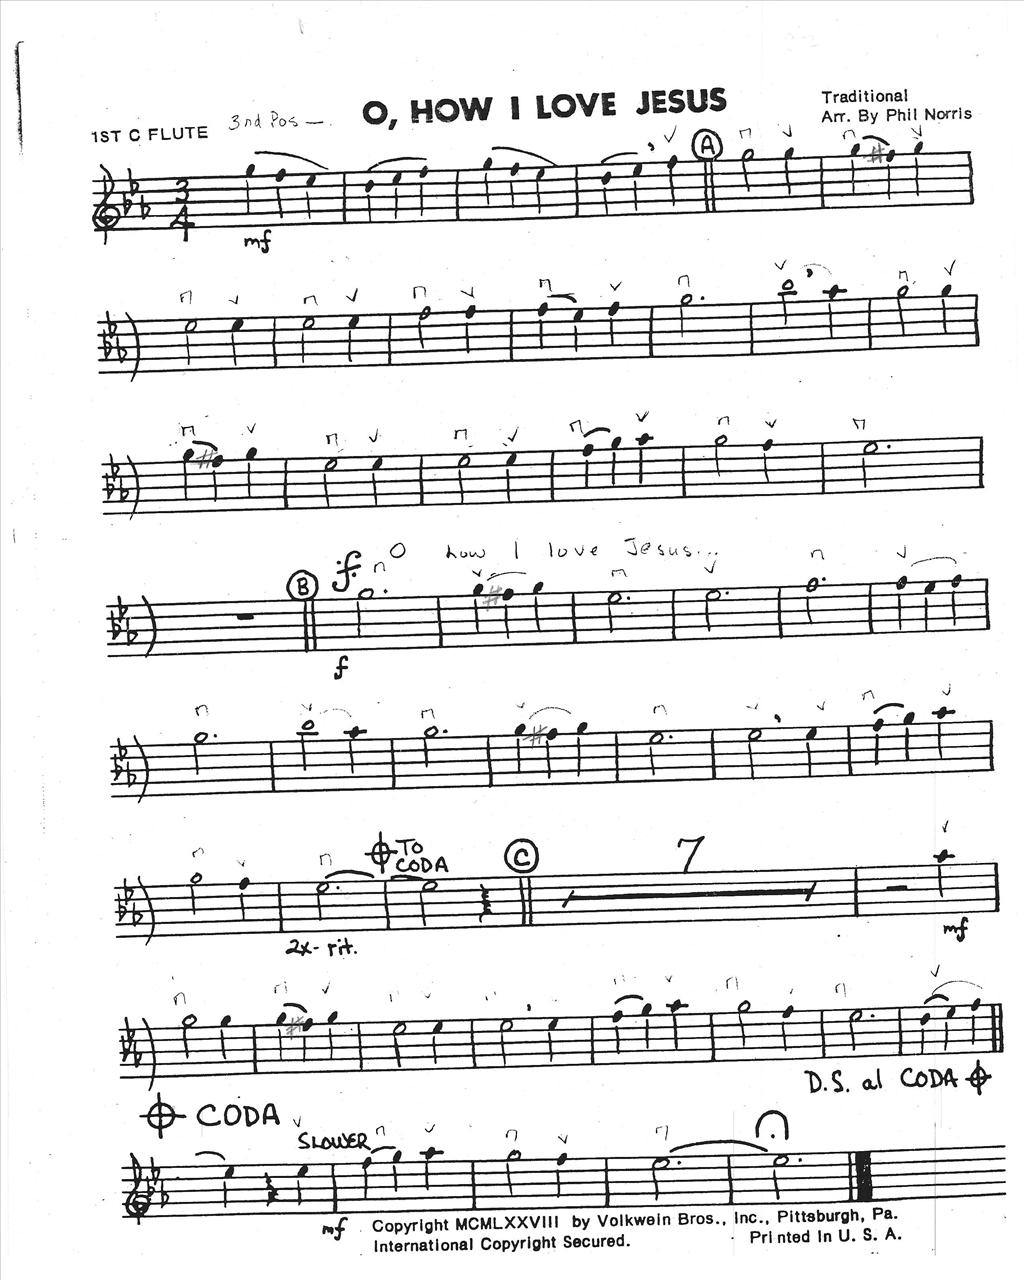 O, HOW I LOVE JESUS
Traditional
Arr. By Phil Norris
1ST C FLUTE
3rd Pos —
A
3
4
mf
O how I love Jesus...
B
f
f
TO
CODA
C
7
2x- rit.
mf
D.S. al CODA
CODA
SLOWER
mf
Copyright MCMLXXVIII by Volkwein Bros., Inc., Pittsburgh, Pa.
International Copyright Secured.
Printed In U. S. A.